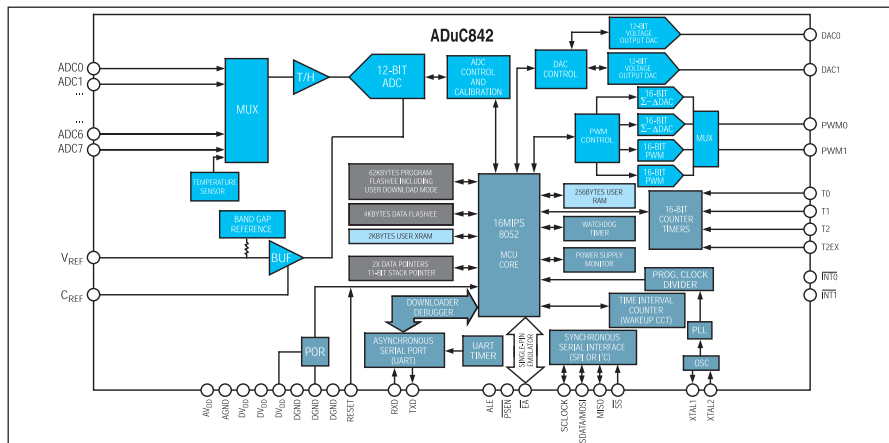 ADuC842
ADC0
ADC1
...
...
ADC6
ADC7
MUX
T/H
12-BIT
ADC
ADC
CONTROL
AND
CALIBRATION
TEMPERATURE
SENSOR
BAND GAP
REFERENCE
VREF
BUF
CREF
12-BIT
VOLTAGE
OUTPUT DAC
DAC0
DAC
CONTROL
12-BIT
VOLTAGE
OUTPUT DAC
DAC1
PWM
CONTROL
16-BIT
Σ–ΔDAC
16-BIT
Σ–ΔDAC
16-BIT
PWM
16-BIT
PWM
MUX
PWM0
PWM1
62KBYTES PROGRAM
FLASH/EE INCLUDING
USER DOWNLOAD MODE
4KBYTES DATA FLASH/EE
2KBYTES USER XRAM
2X DATA POINTERS
11-BIT STACK POINTER
16MIPS
8052
MCU
CORE
256BYTES USER
RAM
WATCHDOG
TIMER
POWER SUPPLY
MONITOR
16-BIT
COUNTER
TIMERS
T0
T1
T2
T2EX
INT0
INT1
PROG. CLOCK
DIVIDER
TIME INTERVAL
COUNTER
(WAKEUP CCT)
PLL
OSC
DOWNLOADER
DEBUGGER
POR
ASYNCHRONOUS
SERIAL PORT
(UART)
UART
TIMER
SINGLE-PIN
EMULATOR
SYNCHRONOUS
SERIAL INTERFACE
(SPI OR I2C)
AVDD
AGND
DVDD
DVDD
DVDD
DGND
DGND
DGND
RESET
RXD
TXD
ALE
PSEN
EA
SCLOCK
SDATA/MOSI
MISO
SS
XTAL1
XTAL2